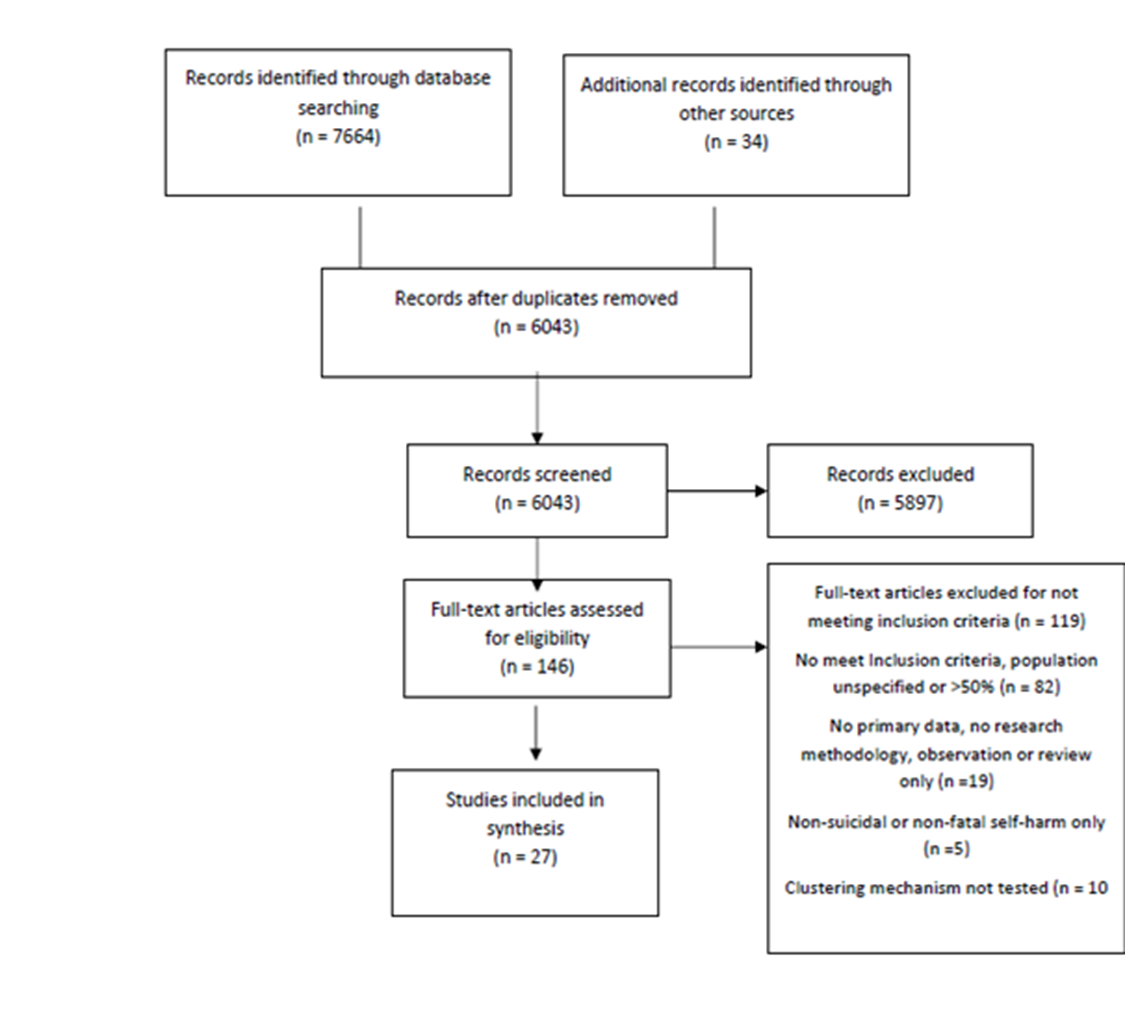 Records identified through database
searching
(n = 7664)
Additional records identified through
other sources
(n = 34)
Records after duplicates removed
(n = 6043)
Records screened
(n = 6043)
Records excluded
(n = 5897)
Full-text articles assessed
for eligibility
(n = 146)
Full-text articles excluded for not
meeting inclusion criteria (n = 119)
No meet Inclusion criteria, population
unspecified or >50% (n = 82)
No primary data, no research
methodology, observation or review
only (n =19)
Non-suicidal or non-fatal self-harm only
(n =5)
Clustering mechanism not tested (n = 10
Studies included in
synthesis
(n = 27)